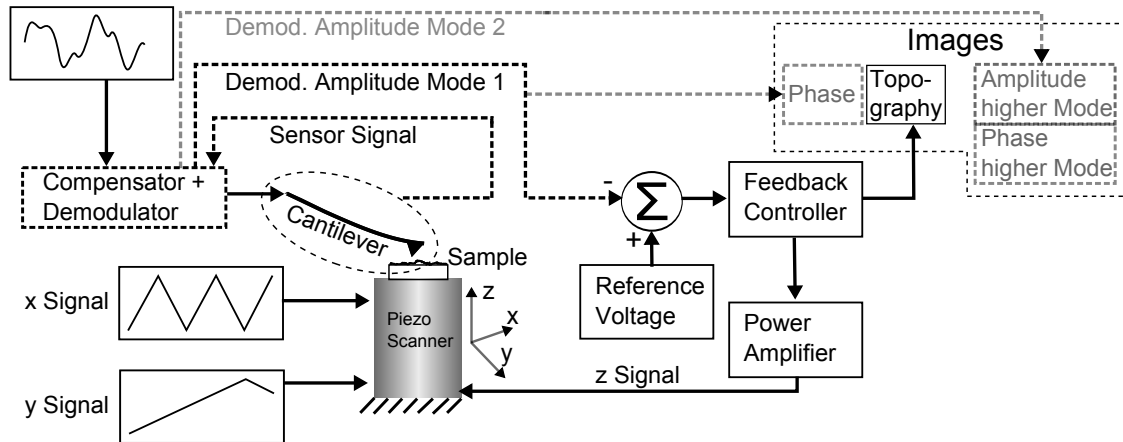 Demod. Amplitude Mode 2
Images
Demod. Amplitude Mode 1
Phase
Topo-
graphy
Amplitude
higher Mode
Phase
higher Mode
Sensor Signal
Compensator +
Demodulator
Cantilever
-
Σ
+
Feedback
Controller
Sample
Reference
Voltage
Power
Amplifier
x Signal
Piezo
Scanner
z
x
y
z Signal
y Signal